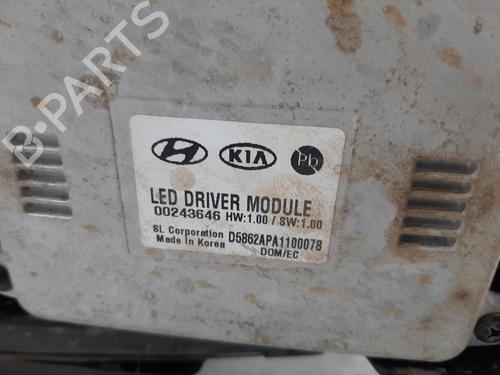 B-PARTS
KIA Pb
LED DRIVER MODULE
00243646 HW:1.00 / SW:1.00
SL Corporation D5862APA1100078
Made in Korea DOM/EC